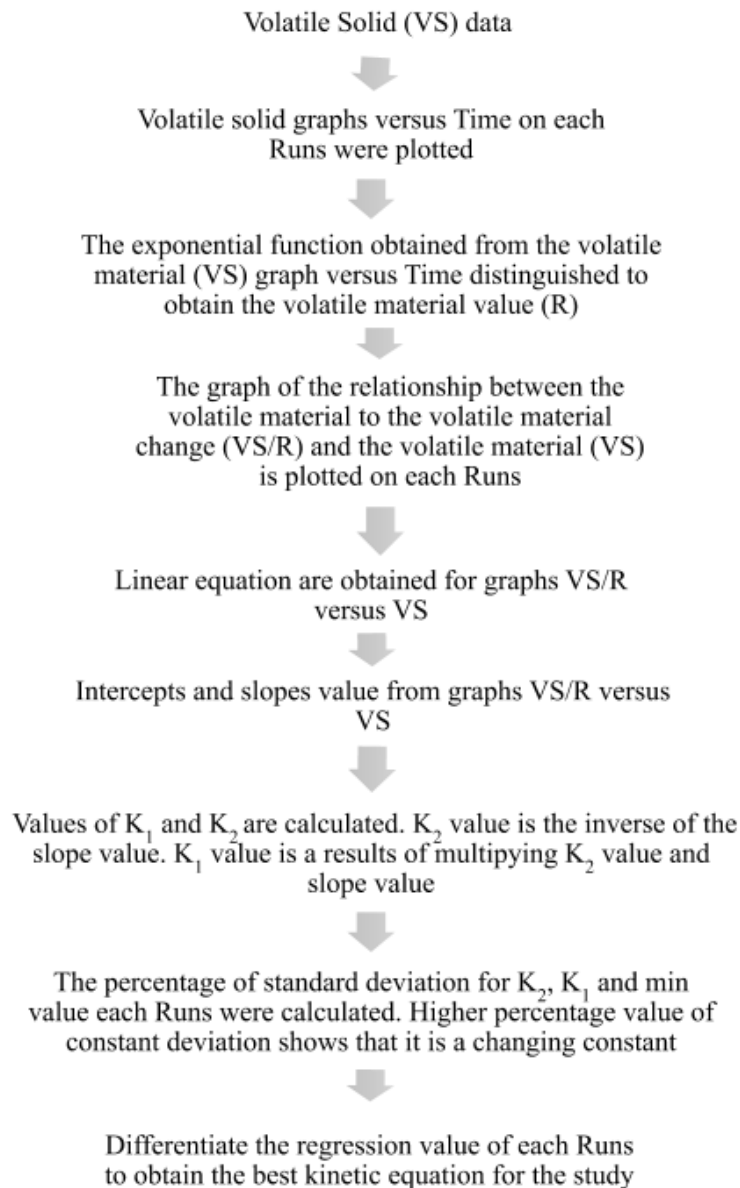 Volatile Solid (VS) data
Volatile solid graphs versus Time on each
Runs were plotted
The exponential function obtained from the volatile
material (VS) graph versus Time distinguished to
obtain the volatile material value (R)
The graph of the relationship between the
volatile material to the volatile material
change (VS/R) and the volatile material (VS)
is plotted on each Runs
Linear equation are obtained for graphs VS/R
versus VS
Intercepts and slopes value from graphs VS/R versus
VS
Values of K₁ and K₂ are calculated. K₂ value is the inverse of the
slope value. K₁ value is a results of multipying K₂ value and
slope value
The percentage of standard deviation for K₂, K₁ and min
value each Runs were calculated. Higher percentage value of
constant deviation shows that it is a changing constant
Differentiate the regression value of each Runs
to obtain the best kinetic equation for the study